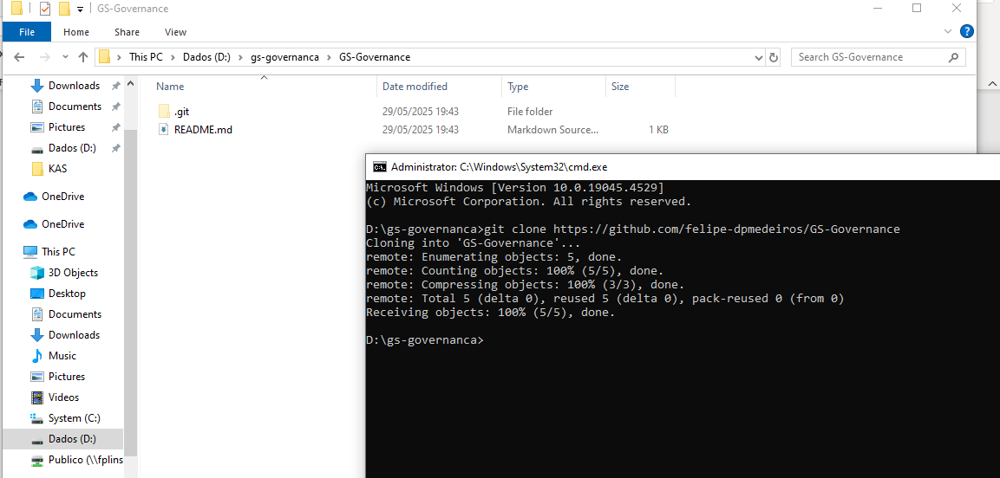 GS-Governance
File Home Share View
This PC > Dados (D:) > gs-governanca > GS-Governance
Search GS-Governance
Name Date modified Type Size
.git 29/05/2025 19:43 File folder
README.md 29/05/2025 19:43 Markdown Source... 1 KB
Downloads
Documents
Pictures
Dados (D:)
KAS
OneDrive
OneDrive
This PC
3D Objects
Desktop
Documents
Downloads
Music
Pictures
Videos
System (C:)
Dados (D:)
Publico (\\fplins
Administrator: C:\Windows\System32\cmd.exe
Microsoft Windows [Version 10.0.19045.4529]
(c) Microsoft Corporation. All rights reserved.
D:\gs-governanca>git clone https://github.com/felipe-dpmedeiros/GS-Governance
Cloning into 'GS-Governance'...
remote: Enumerating objects: 5, done.
remote: Counting objects: 100% (5/5), done.
remote: Compressing objects: 100% (3/3), done.
remote: Total 5 (delta 0), reused 5 (delta 0), pack-reused 0 (from 0)
Receiving objects: 100% (5/5), done.
D:\gs-governanca>